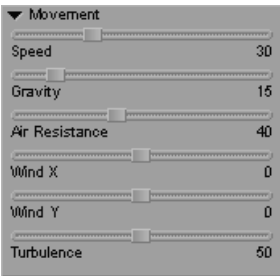 Movement
Speed 30
Gravity 15
Air Resistance 40
Wind X 0
Wind Y 0
Turbulence 50